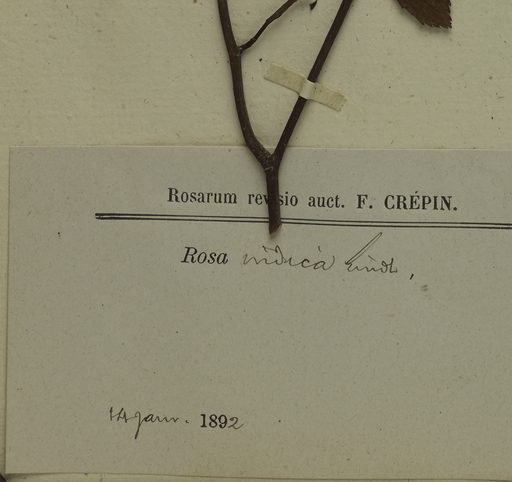 Rosarum revisio auct. F. CRÉPIN.
Rosa indica Lindl.
14 janv. 1892